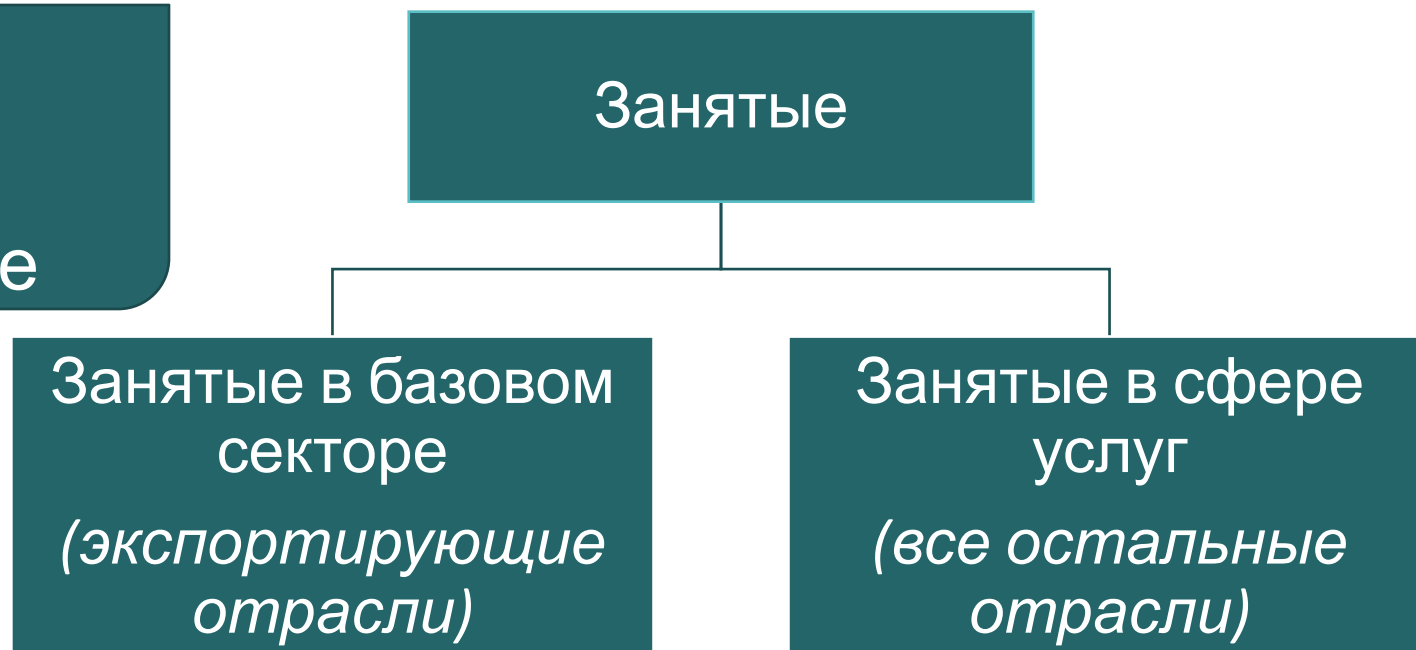 Занятые
Занятые в базовом
секторе
(экспортирующие
отрасли)
Занятые в сфере
услуг
(все остальные
отрасли)